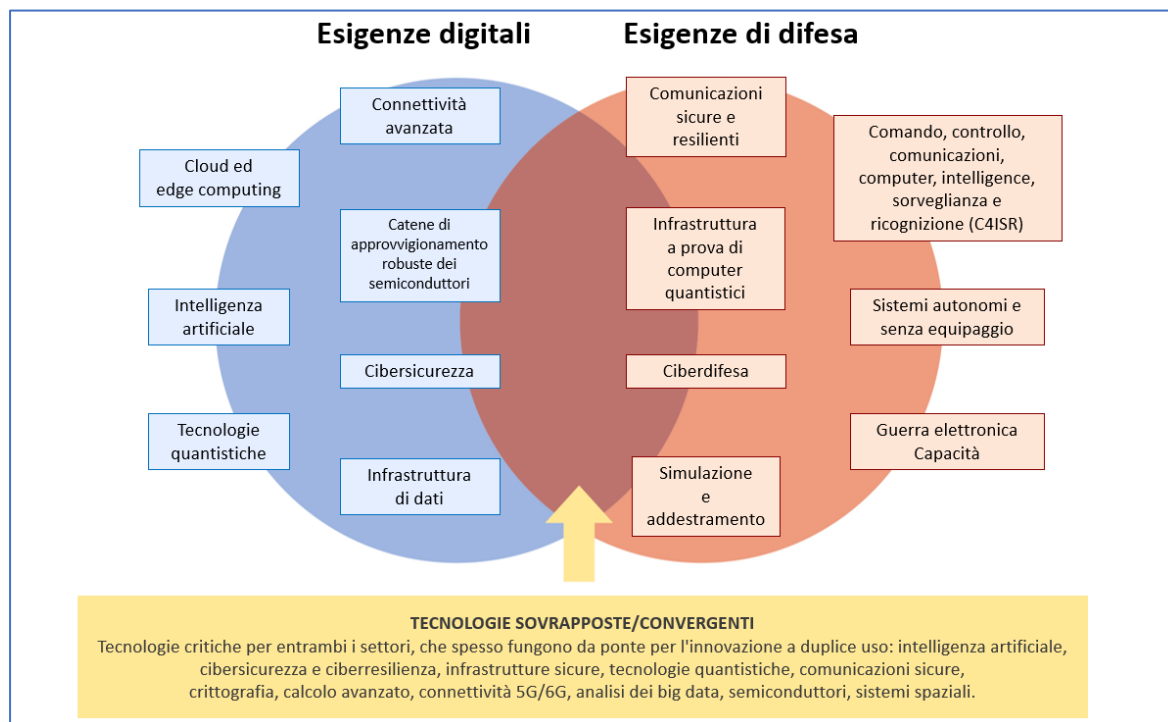 Esigenze digitali
Esigenze di difesa
Connettività
avanzata
Cloud ed
edge computing
Catene di
approvvigionamento
robuste dei
semiconduttori
Intelligenza
artificiale
Cibersicurezza
Tecnologie
quantistiche
Infrastruttura
di dati
Comunicazioni
sicure e
resilienti
Comando, controllo,
comunicazioni,
computer, intelligence,
sorveglianza e
ricognizione (C4ISR)
Infrastruttura
a prova di
computer
quantistici
Sistemi autonomi e
senza equipaggio
Ciberdifesa
Guerra elettronica
Capacità
Simulazione
e
addestramento
TECNOLOGIE SOVRAPPOSTE/CONVERGENTI
Tecnologie critiche per entrambi i settori, che spesso fungono da ponte per l'innovazione a duplice uso: intelligenza artificiale,
cibersicurezza e ciberresilienza, infrastrutture sicure, tecnologie quantistiche, comunicazioni sicure,
crittografia, calcolo avanzato, connettività 5G/6G, analisi dei big data, semiconduttori, sistemi spaziali.